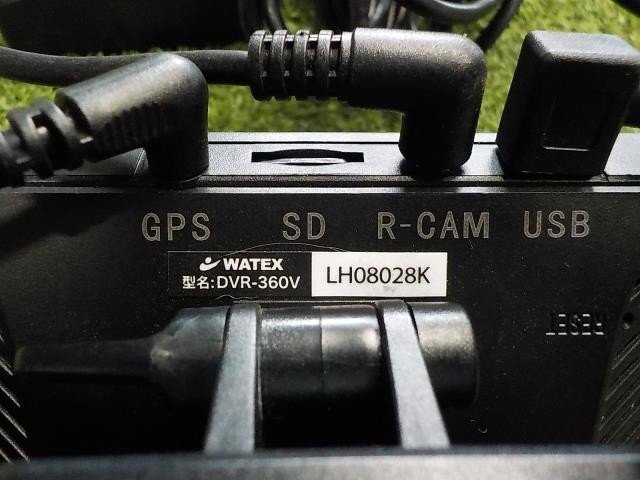 GPS SD R-CAM USB
WATEX
型名:DVR-360V
LH08028K
RESET